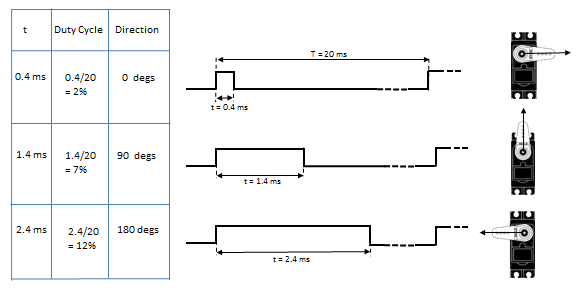 t Duty Cycle Direction
0.4 ms 0.4/20 0 degs
= 2%
1.4 ms 1.4/20 90 degs
= 7%
2.4 ms 2.4/20 180 degs
= 12%
T = 20 ms
t = 0.4 ms
t = 1.4 ms
t = 2.4 ms